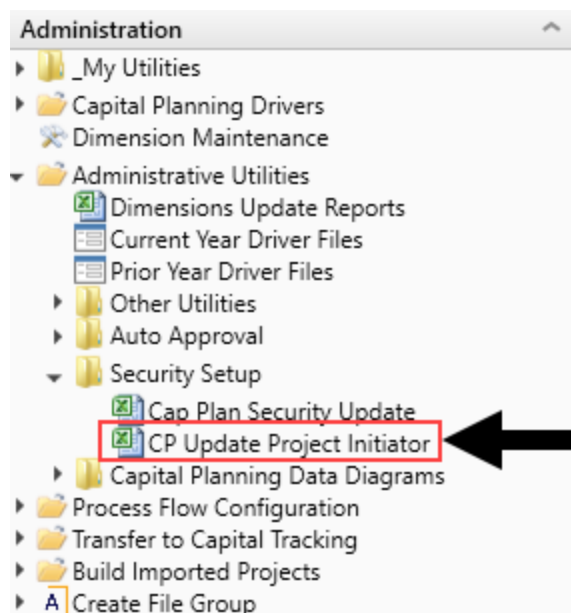 Administration
_My Utilities
Capital Planning Drivers
Dimension Maintenance
Administrative Utilities
Dimensions Update Reports
Current Year Driver Files
Prior Year Driver Files
Other Utilities
Auto Approval
Security Setup
Cap Plan Security Update
CP Update Project Initiator
Capital Planning Data Diagrams
Process Flow Configuration
Transfer to Capital Tracking
Build Imported Projects
A Create File Group